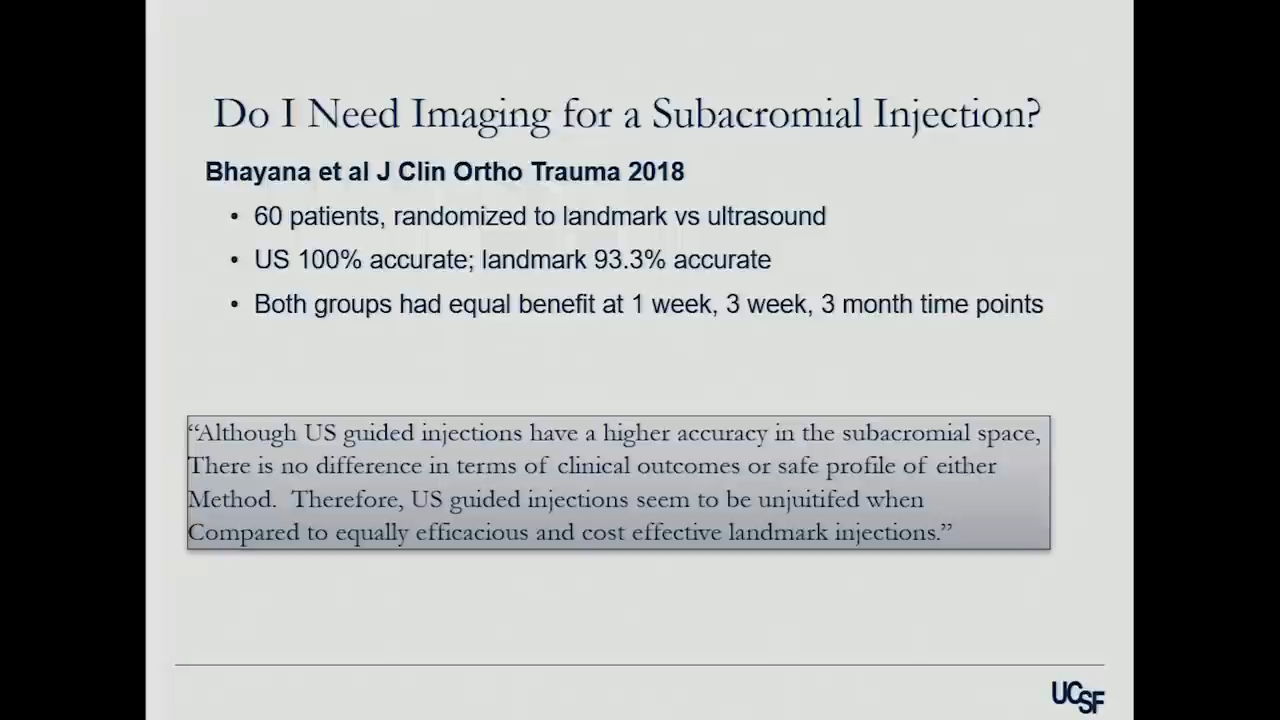 Do I Need Imaging for a Subacromial Injection?
Bhayana et al J Clin Ortho Trauma 2018
• 60 patients, randomized to landmark vs ultrasound
• US 100% accurate; landmark 93.3% accurate
• Both groups had equal benefit at 1 week, 3 week, 3 month time points
“Although US guided injections have a higher accuracy in the subacromial space,
There is no difference in terms of clinical outcomes or safe profile of either
Method.  Therefore, US guided injections seem to be unjuitifed when
Compared to equally efficacious and cost effective landmark injections.”
UCSF